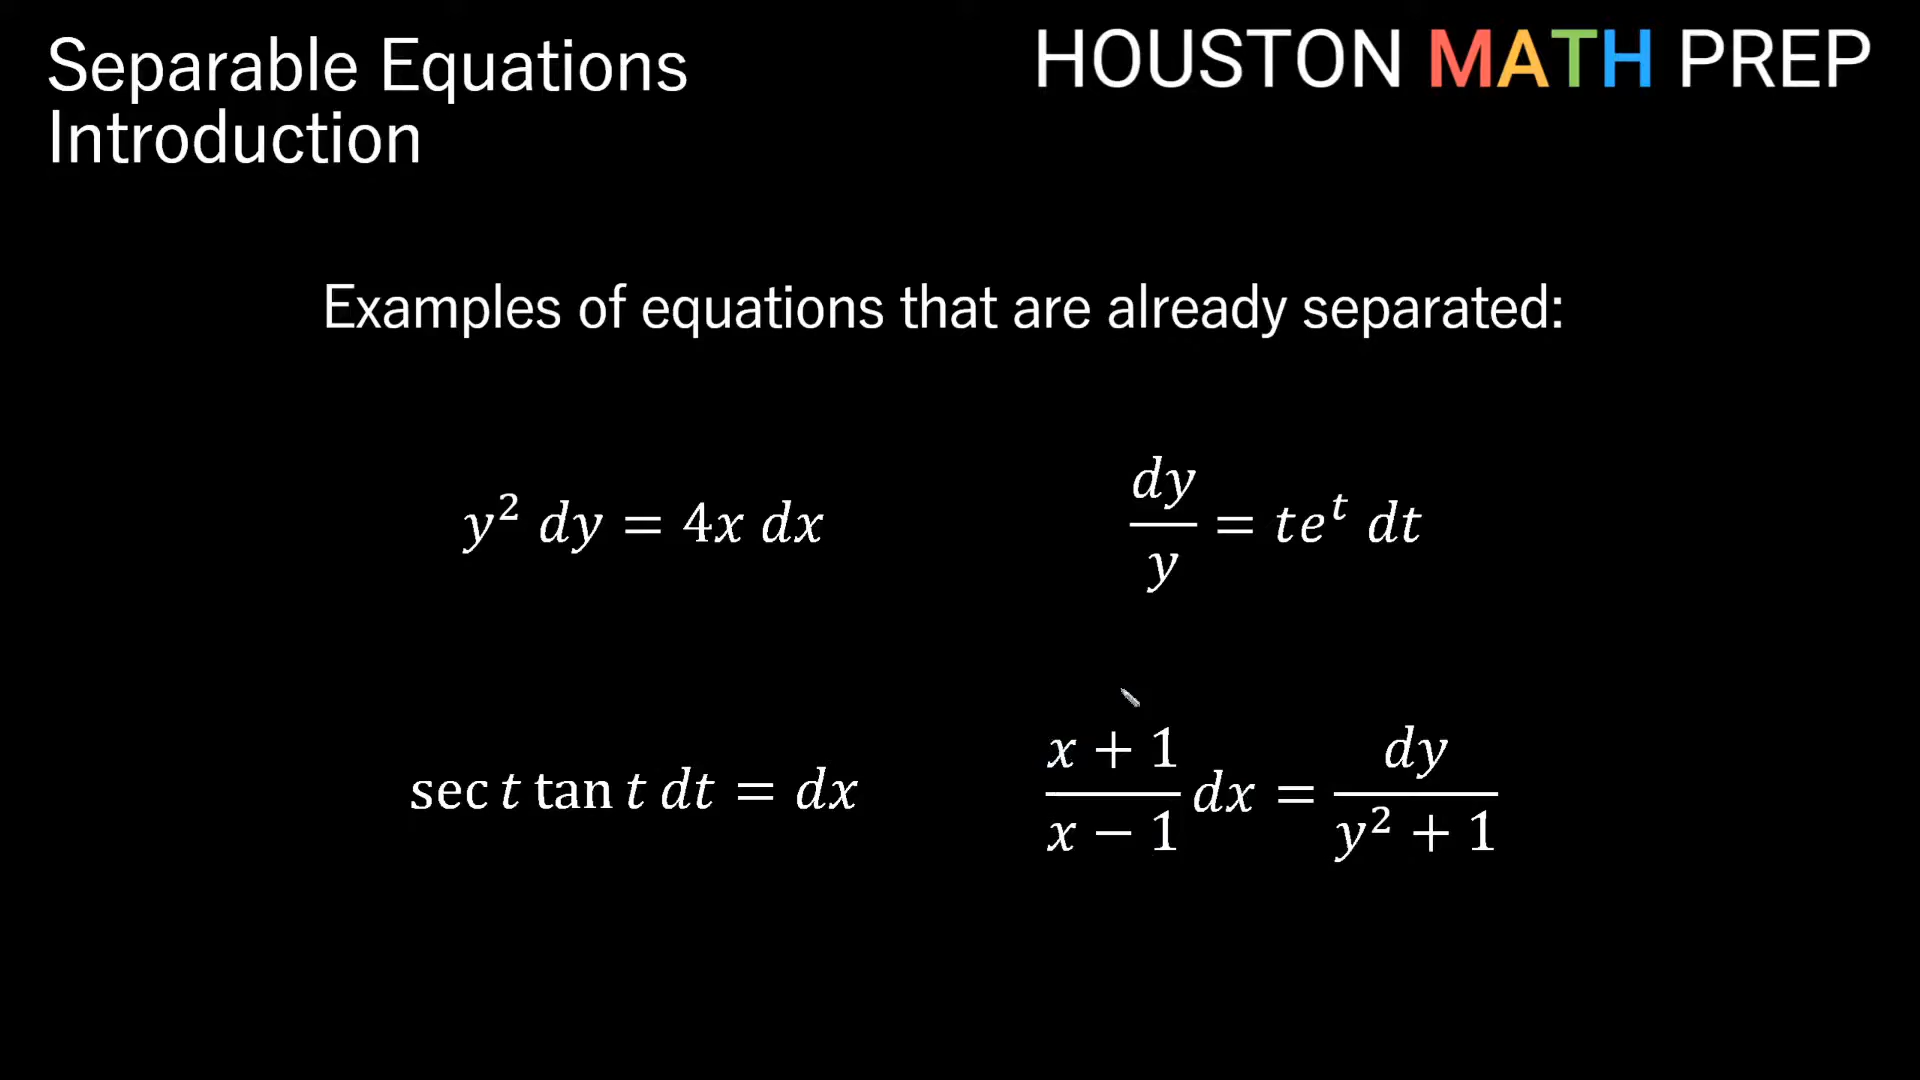 Separable Equations
Introduction
HOUSTON MATH PREP
Examples of equations that are already separated:
y² dy = 4x dx
dy/y = te^t dt
sec t tan t dt = dx
(x + 1)/(x − 1) dx = dy/(y² + 1)